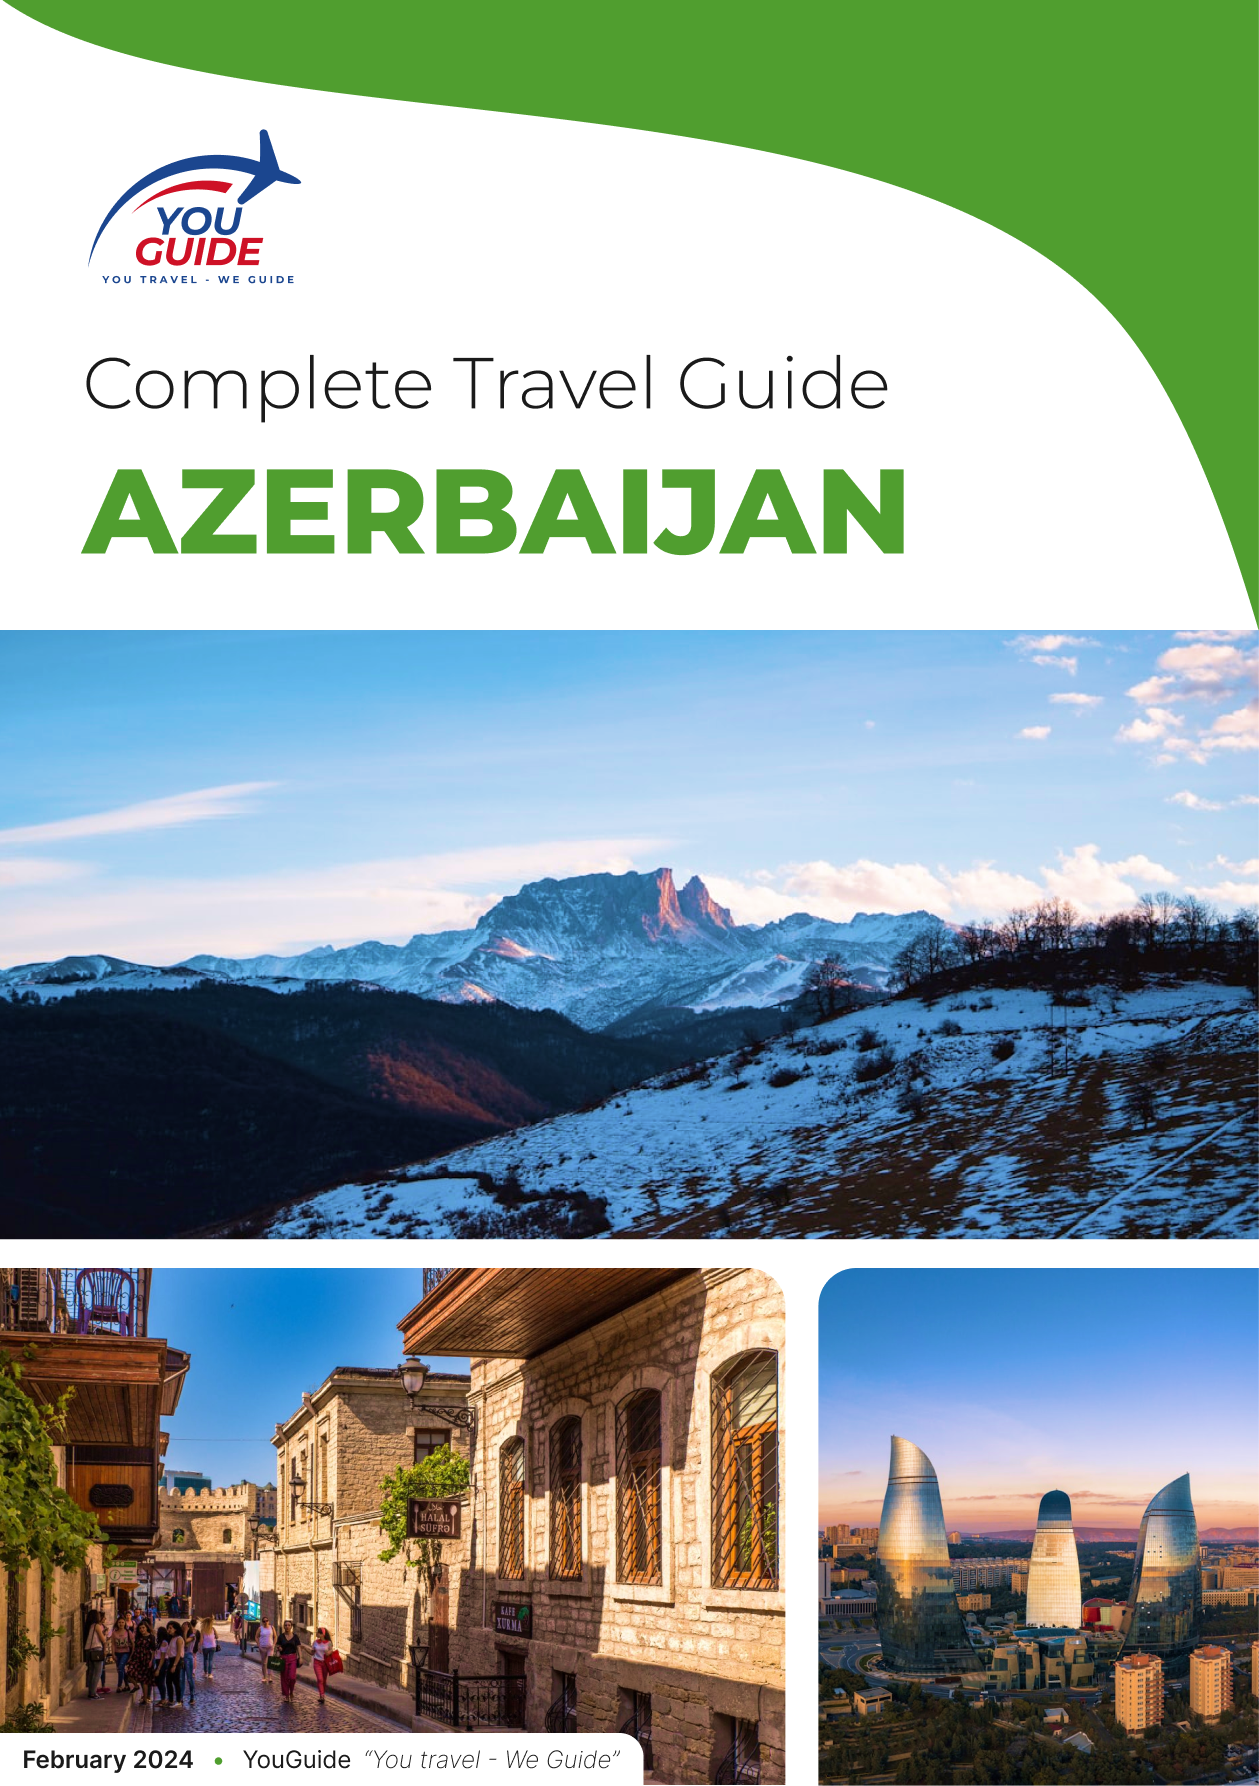 YOU
GUIDE
YOU TRAVEL - WE GUIDE
Complete Travel Guide
AZERBAIJAN
HALAL
SÜFRƏ
KAFE
XURMA
February 2024 • YouGuide “You travel - We Guide”